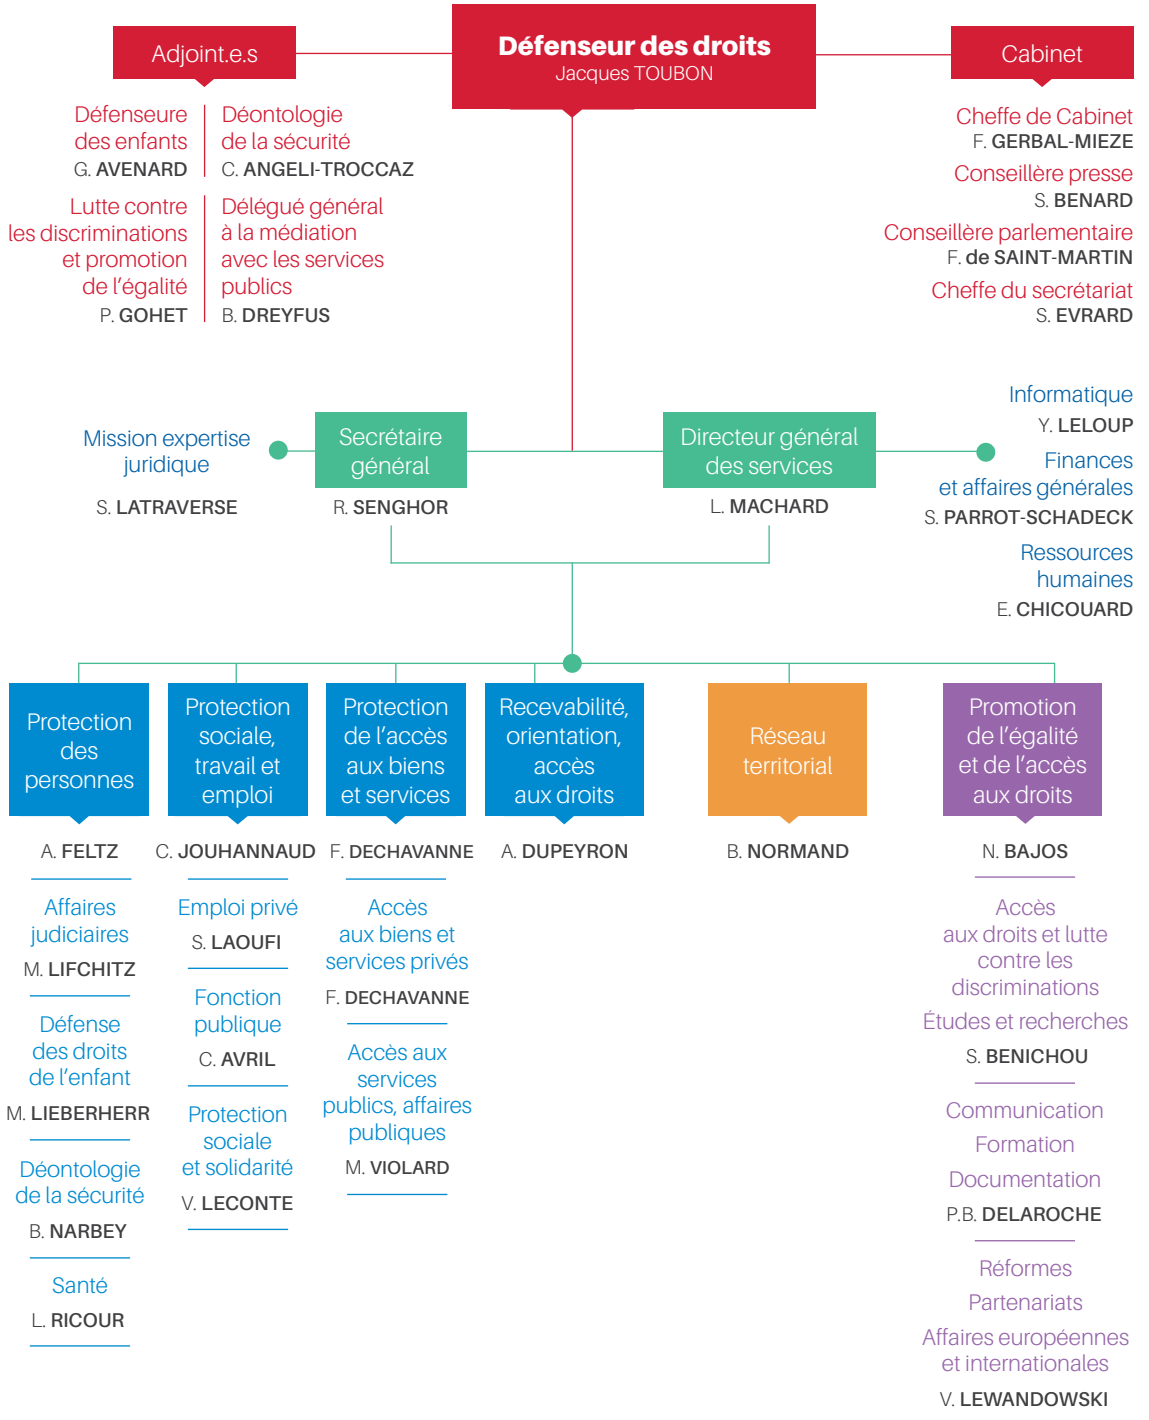 Adjoint.e.s
Défenseur des droits
Jacques TOUBON
Cabinet
Défenseure
des enfants
G. AVENARD
Déontologie
de la sécurité
C. ANGELI-TROCCAZ
Lutte contre
les discriminations
et promotion
de l'égalité
P. GOHET
Délégué général
à la médiation
avec les services
publics
B. DREYFUS
Cheffe de Cabinet
F. GERBAL-MIEZE
Conseillère presse
S. BENARD
Conseillère parlementaire
F. de SAINT-MARTIN
Cheffe du secrétariat
S. EVRARD
Mission expertise
juridique
S. LATRAVERSE
Secrétaire
général
R. SENGHOR
Directeur général
des services
L. MACHARD
Informatique
Y. LELOUP
Finances
et affaires générales
S. PARROT-SCHADECK
Ressources
humaines
E. CHICOUARD
Protection
des
personnes
A. FELTZ
Affaires
judiciaires
M. LIFCHITZ
Défense
des droits
de l'enfant
M. LIEBERHERR
Déontologie
de la sécurité
B. NARBEY
Santé
L. RICOUR
Protection
sociale,
travail et
emploi
C. JOUHANNAUD
Emploi privé
S. LAOUFI
Fonction
publique
C. AVRIL
Protection
sociale
et solidarité
V. LECONTE
Protection
de l'accès
aux biens
et services
F. DECHAVANNE
Accès
aux biens et
services privés
F. DECHAVANNE
Accès aux
services
publics, affaires
publiques
M. VIOLARD
Recevabilité,
orientation,
accès
aux droits
A. DUPEYRON
Réseau
territorial
B. NORMAND
Promotion
de l'égalité
et de l'accès
aux droits
N. BAJOS
Accès
aux droits et lutte
contre les
discriminations
Études et recherches
S. BENICHOU
Communication
Formation
Documentation
P.B. DELAROCHE
Réformes
Partenariats
Affaires européennes
et internationales
V. LEWANDOWSKI